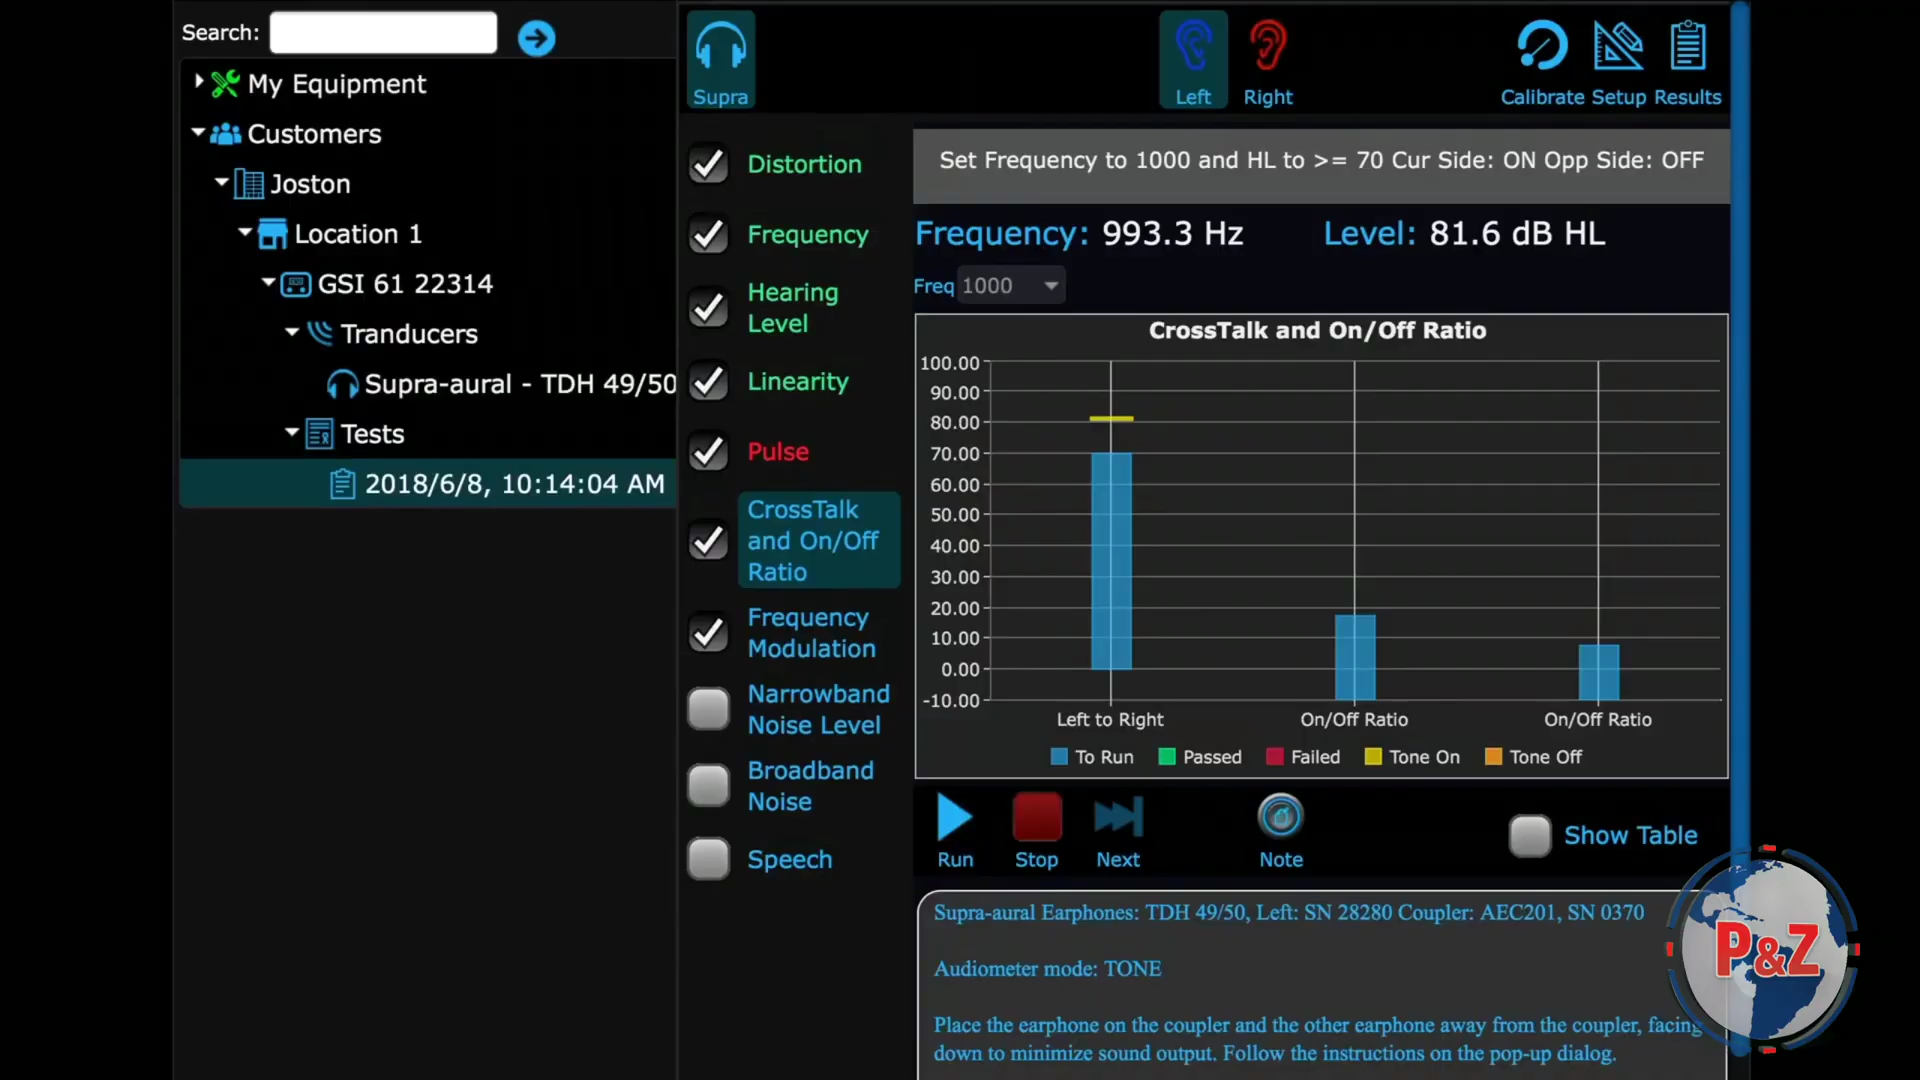 Search:
My Equipment
Customers
Joston
Location 1
GSI 61 22314
Tranducers
Supra-aural - TDH 49/50
Tests
2018/6/8, 10:14:04 AM
Supra
Left
Right
Calibrate
Setup
Results
Distortion
Frequency
Hearing
Level
Linearity
Pulse
CrossTalk
and On/Off
Ratio
Frequency
Modulation
Narrowband
Noise Level
Broadband
Noise
Speech
Set Frequency to 1000 and HL to >= 70 Cur Side: ON Opp Side: OFF
Frequency: 993.3 Hz
Level: 81.6 dB HL
Freq 1000
CrossTalk and On/Off Ratio
100.00
90.00
80.00
70.00
60.00
50.00
40.00
30.00
20.00
10.00
0.00
-10.00
Left to Right
On/Off Ratio
On/Off Ratio
To Run
Passed
Failed
Tone On
Tone Off
Run
Stop
Next
Note
Show Table
Supra-aural Earphones: TDH 49/50, Left: SN 28280 Coupler: AEC201, SN 0370
Audiometer mode: TONE
Place the earphone on the coupler and the other earphone away from the coupler, facing
down to minimize sound output. Follow the instructions on the pop-up dialog.
P&Z